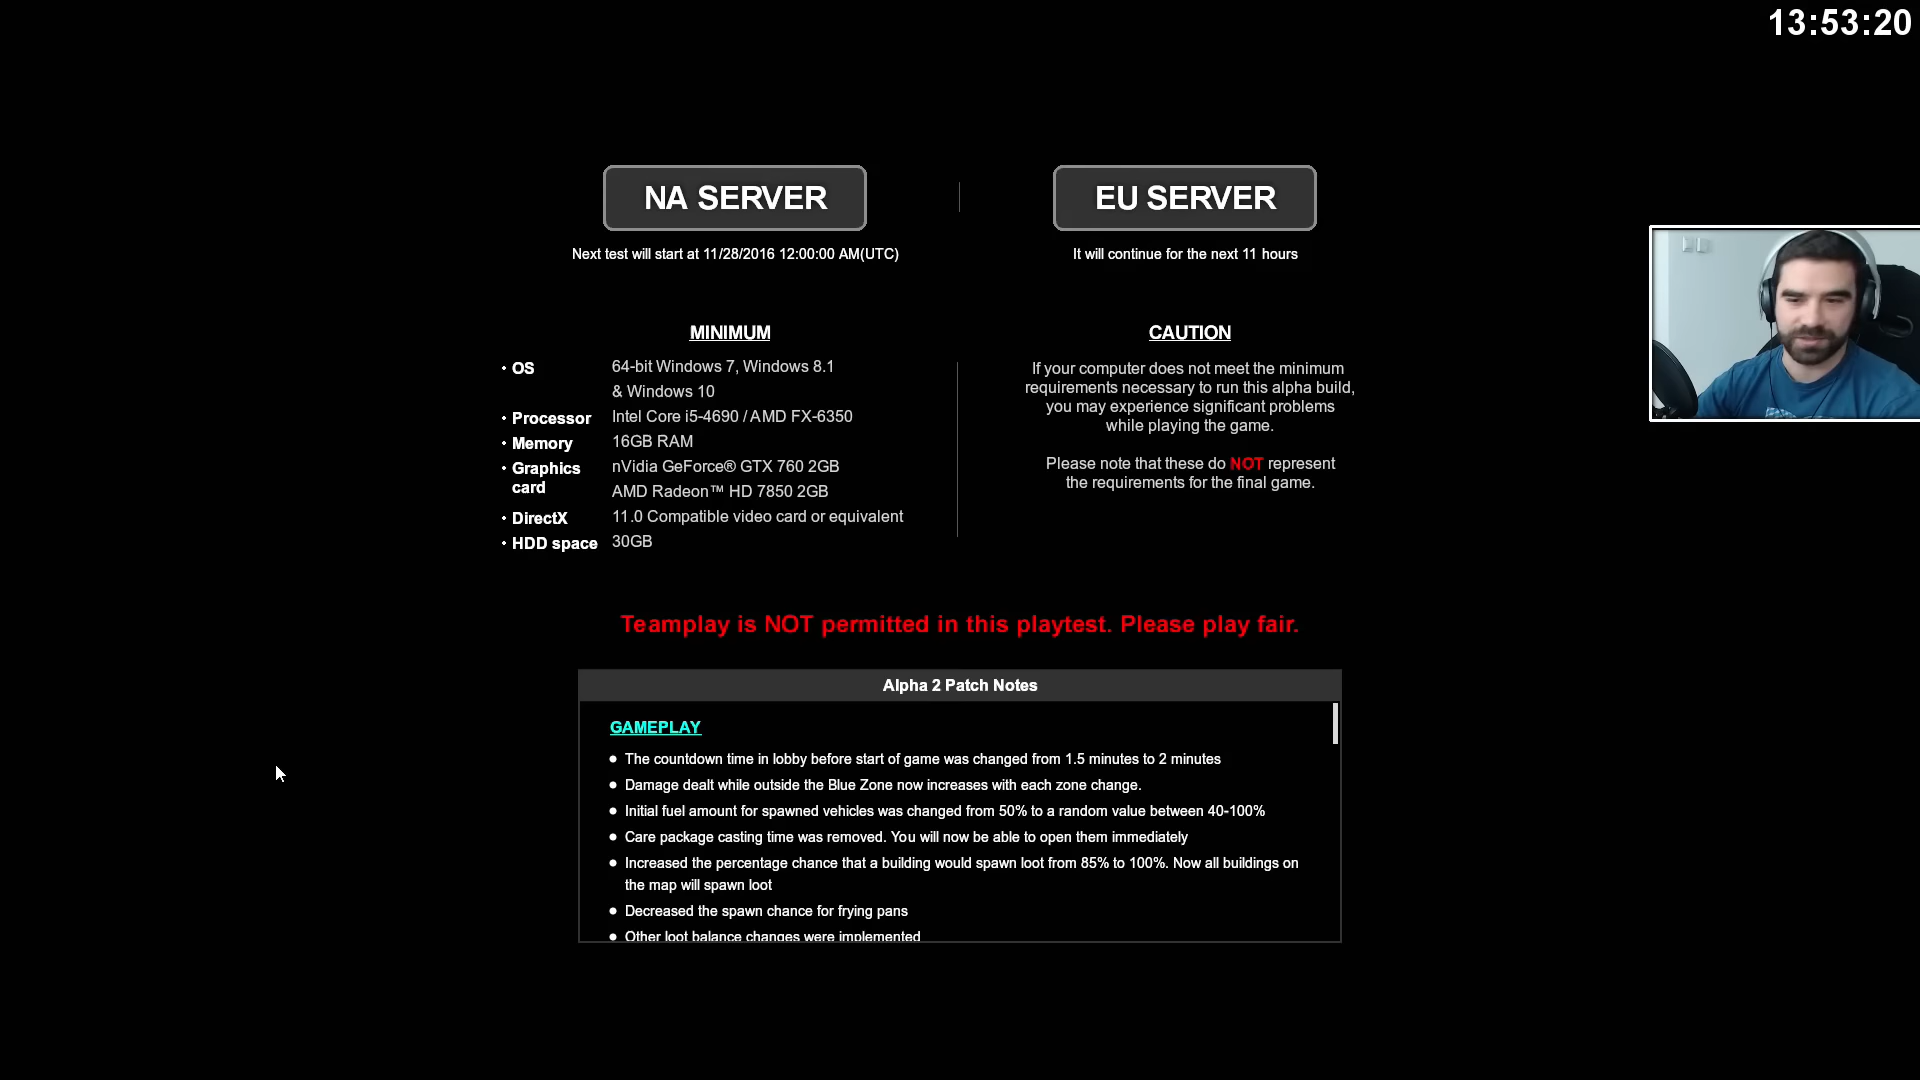 13:53:20
NA SERVER
EU SERVER
Next test will start at 11/28/2016 12:00:00 AM(UTC)
It will continue for the next 11 hours
MINIMUM
• OS
64-bit Windows 7, Windows 8.1
& Windows 10
• Processor
Intel Core i5-4690 / AMD FX-6350
• Memory
16GB RAM
• Graphics
card
nVidia GeForce® GTX 760 2GB
AMD Radeon™ HD 7850 2GB
• DirectX
11.0 Compatible video card or equivalent
• HDD space
30GB
CAUTION
If your computer does not meet the minimum
requirements necessary to run this alpha build,
you may experience significant problems
while playing the game.
Please note that these do NOT represent
the requirements for the final game.
Teamplay is NOT permitted in this playtest. Please play fair.
Alpha 2 Patch Notes
GAMEPLAY
● The countdown time in lobby before start of game was changed from 1.5 minutes to 2 minutes
● Damage dealt while outside the Blue Zone now increases with each zone change.
● Initial fuel amount for spawned vehicles was changed from 50% to a random value between 40-100%
● Care package casting time was removed. You will now be able to open them immediately
● Increased the percentage chance that a building would spawn loot from 85% to 100%. Now all buildings on
the map will spawn loot
● Decreased the spawn chance for frying pans
● Other loot balance changes were implemented